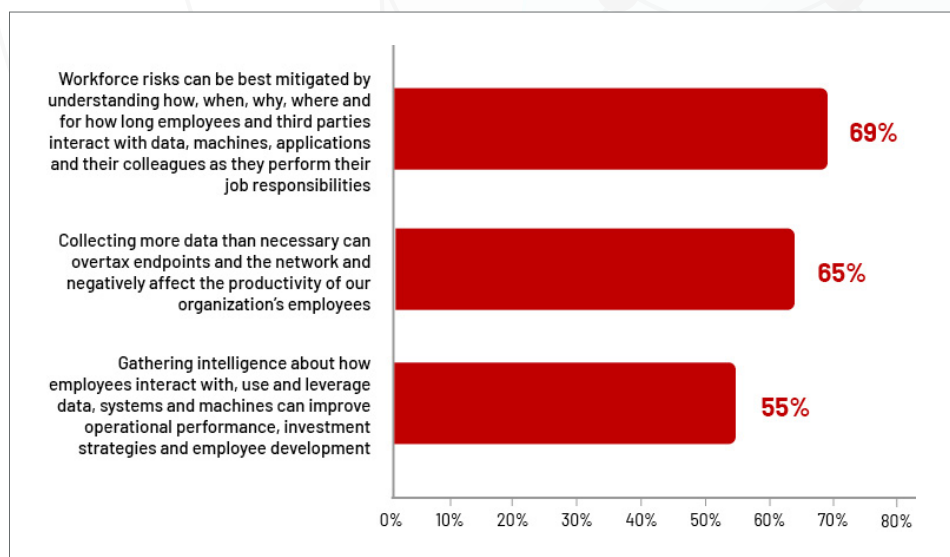 Workforce risks can be best mitigated by
understanding how, when, why, where and
for how long employees and third parties
interact with data, machines, applications
and their colleagues as they perform their
job responsibilities
69%
Collecting more data than necessary can
overtax endpoints and the network and
negatively affect the productivity of our
organization’s employees
65%
Gathering intelligence about how
employees interact with, use and leverage
data, systems and machines can improve
operational performance, investment
strategies and employee development
55%
0% 10% 20% 30% 40% 50% 60% 70% 80%